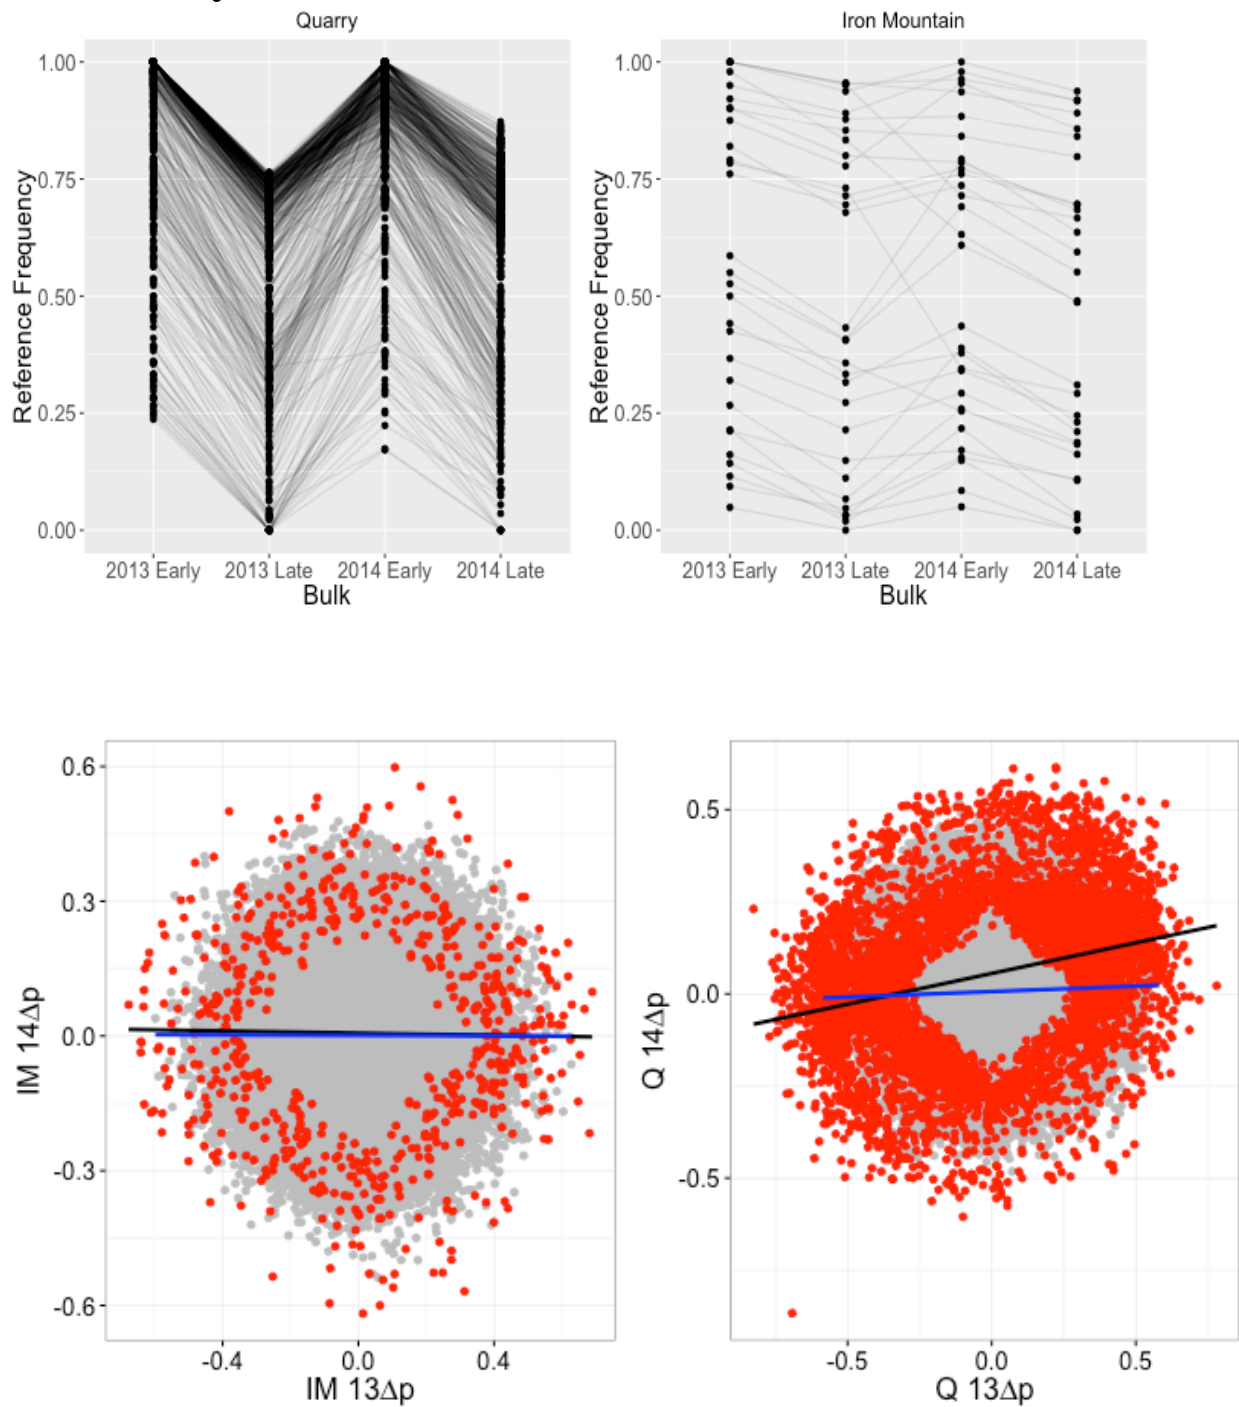 Quarry
Iron Mountain
Reference Frequency
1.00
0.75
0.50
0.25
0.00
2013 Early 2013 Late 2014 Early 2014 Late
Bulk
Reference Frequency
1.00
0.75
0.50
0.25
0.00
2013 Early 2013 Late 2014 Early 2014 Late
Bulk
IM 14Δp
0.6
0.3
0.0
-0.3
-0.6
-0.4 0.0 0.4
IM 13Δp
Q 14Δp
0.5
0.0
-0.5
-0.5 0.0 0.5
Q 13Δp